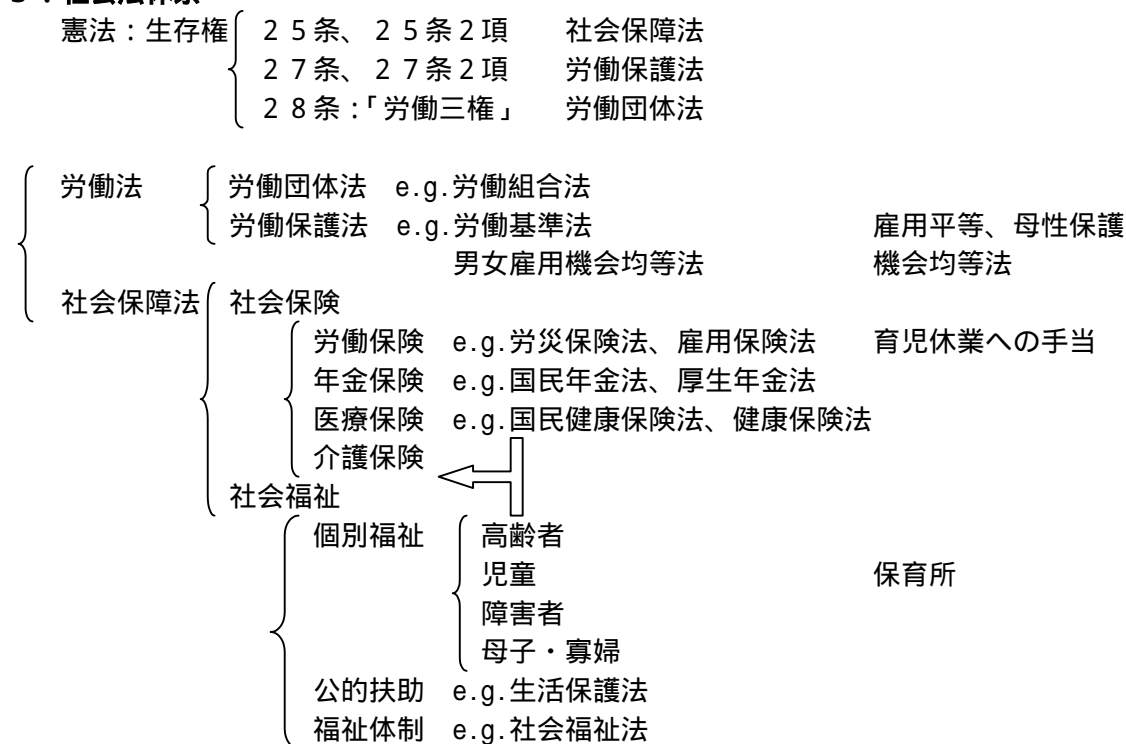 憲法：生存権 ２５条、２５条２項 社会保障法
２７条、２７条２項 労働保護法
２８条：「労働三権」 労働団体法
労働法 労働団体法 e.g.労働組合法
労働保護法 e.g.労働基準法 雇用平等、母性保護
男女雇用機会均等法 機会均等法
社会保障法 社会保険
労働保険 e.g.労災保険法、雇用保険法 育児休業への手当
年金保険 e.g.国民年金法、厚生年金法
医療保険 e.g.国民健康保険法、健康保険法
介護保険
社会福祉
個別福祉 高齢者
児童 保育所
障害者
母子・寡婦
公的扶助 e.g.生活保護法
福祉体制 e.g.社会福祉法